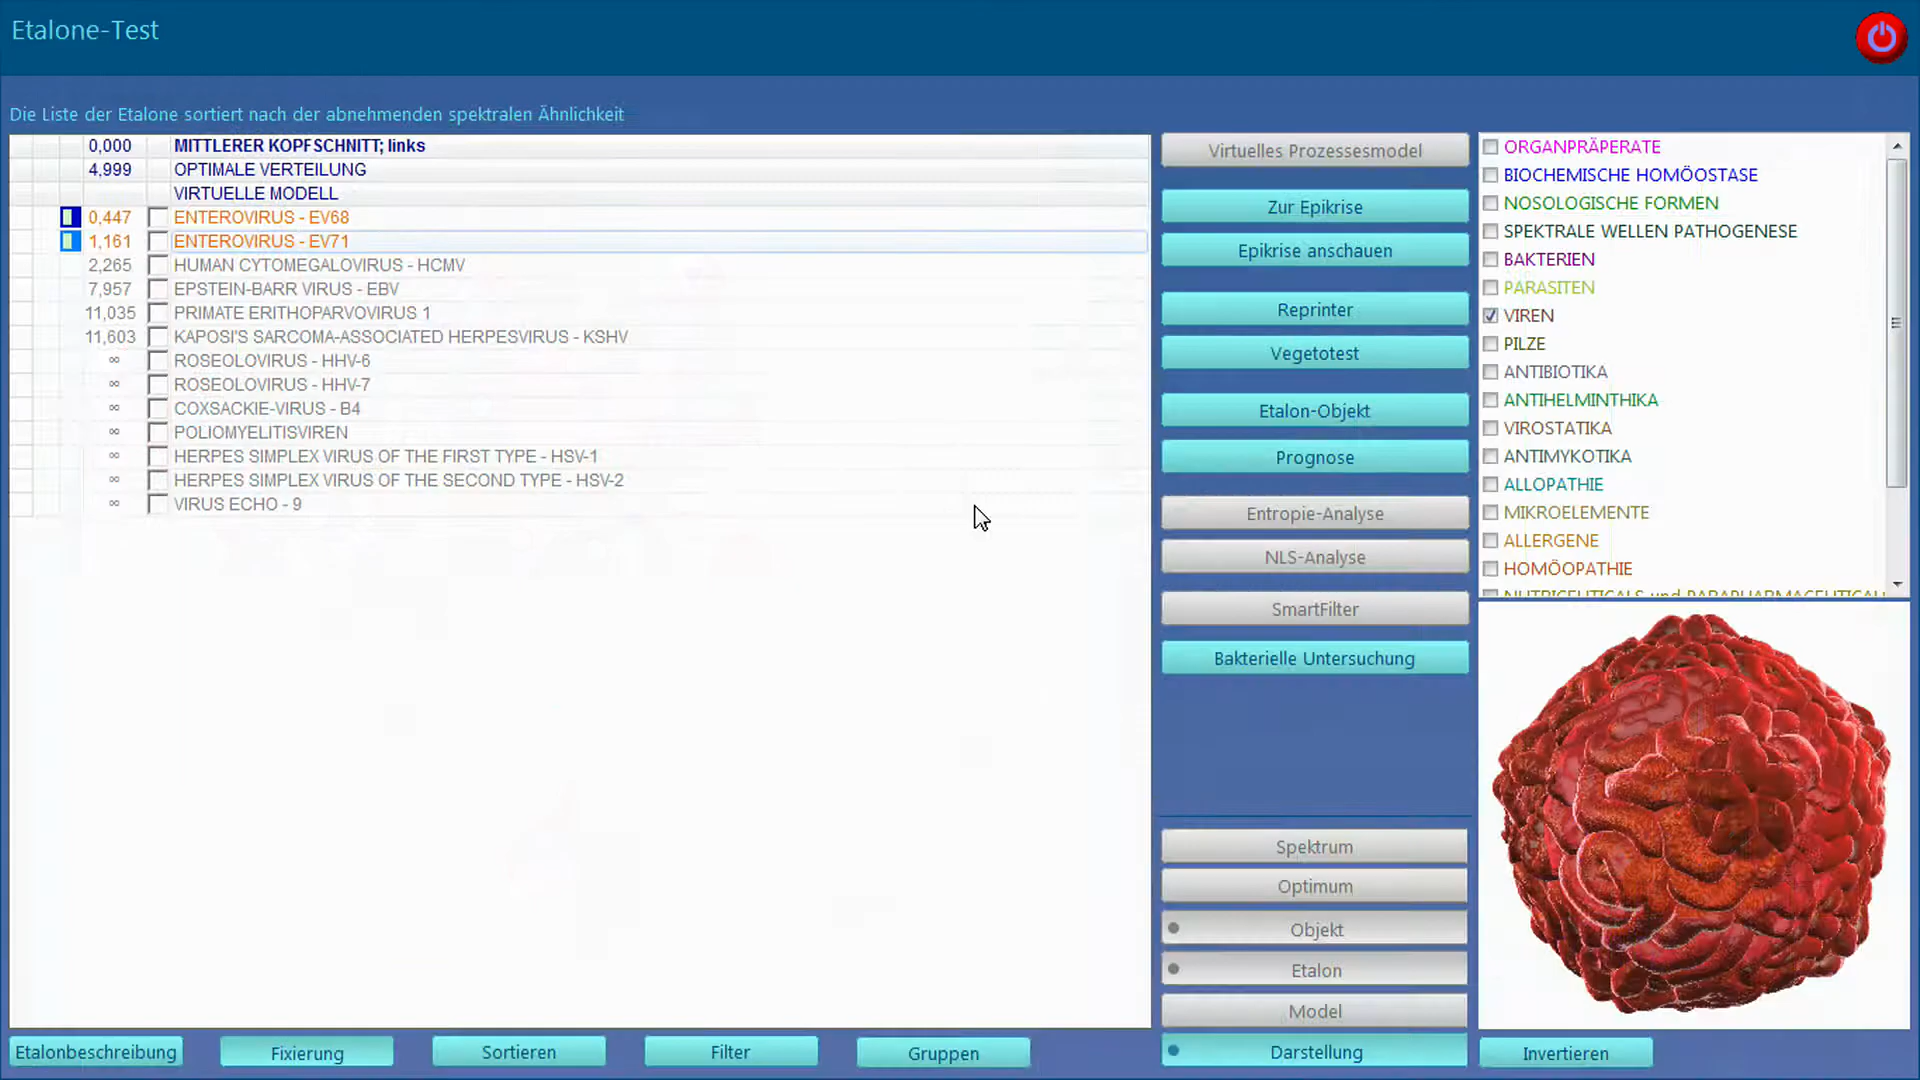 Etalone-Test
Die Liste der Etalone sortiert nach der abnehmenden spektralen Ähnlichkeit
0,000 MITTLERER KOPFSCHNITT; links
4,999 OPTIMALE VERTEILUNG
VIRTUELLE MODELL
0,447 ENTEROVIRUS - EV68
1,161 ENTEROVIRUS - EV71
2,265 HUMAN CYTOMEGALOVIRUS - HCMV
7,957 EPSTEIN-BARR VIRUS - EBV
11,035 PRIMATE ERITHOPARVOVIRUS 1
11,603 KAPOSI'S SARCOMA-ASSOCIATED HERPESVIRUS - KSHV
∞ ROSEOLOVIRUS - HHV-6
∞ ROSEOLOVIRUS - HHV-7
∞ COXSACKIE-VIRUS - B4
∞ POLIOMYELITISVIREN
∞ HERPES SIMPLEX VIRUS OF THE FIRST TYPE - HSV-1
∞ HERPES SIMPLEX VIRUS OF THE SECOND TYPE - HSV-2
∞ VIRUS ECHO - 9
Virtuelles Prozessesmodel
Zur Epikrise
Epikrise anschauen
Reprinter
Vegetotest
Etalon-Objekt
Prognose
Entropie-Analyse
NLS-Analyse
SmartFilter
Bakterielle Untersuchung
Spektrum
Optimum
Objekt
Etalon
Model
Darstellung
ORGANPRÄPERATE
BIOCHEMISCHE HOMÖOSTASE
NOSOLOGISCHE FORMEN
SPEKTRALE WELLEN PATHOGENESE
BAKTERIEN
PARASITEN
VIREN
PILZE
ANTIBIOTIKA
ANTIHELMINTHIKA
VIROSTATIKA
ANTIMYKOTIKA
ALLOPATHIE
MIKROELEMENTE
ALLERGENE
HOMÖOPATHIE
NUTRICEUTICALS und PARAPHARMACEUTICAL
Etalonbeschreibung
Fixierung
Sortieren
Filter
Gruppen
Invertieren